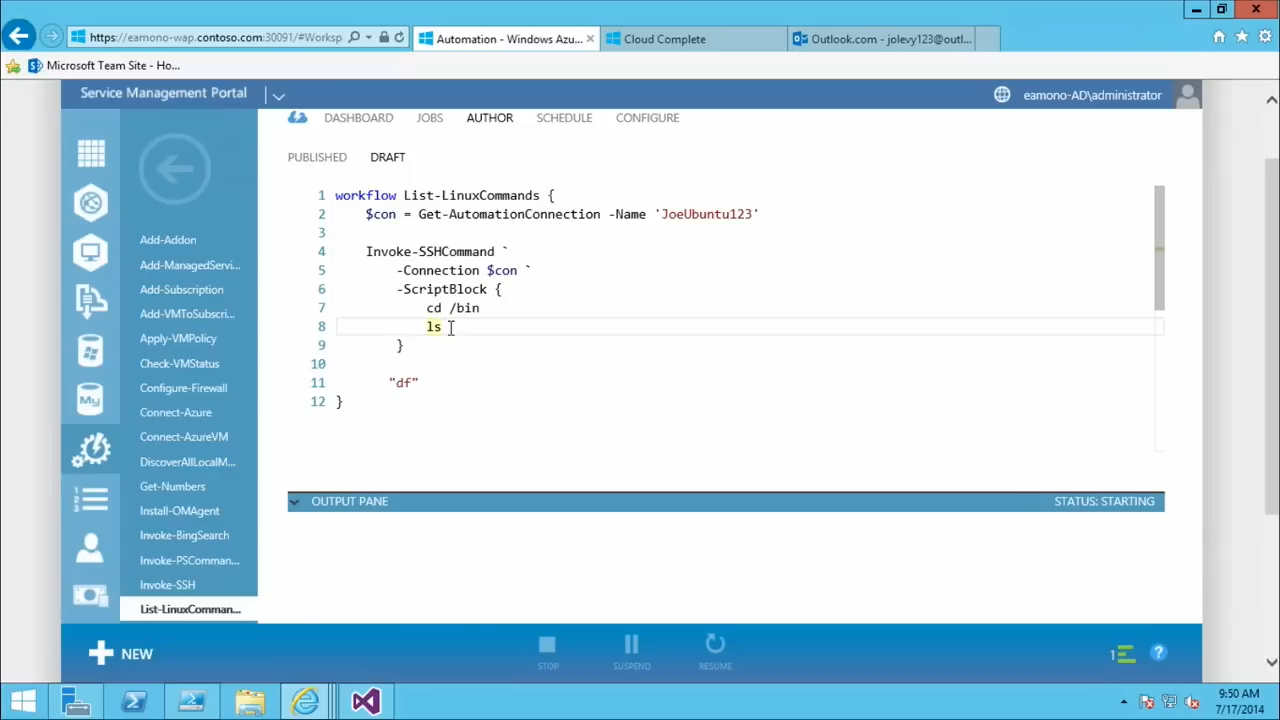 https://eamono-wap.contoso.com:30091/#Worksp
Automation - Windows Azu...
Cloud Complete
Outlook.com - jolevy123@outl...
Microsoft Team Site - Ho...
Service Management Portal
eamono-AD\administrator
DASHBOARD JOBS AUTHOR SCHEDULE CONFIGURE
PUBLISHED DRAFT
Add-Addon
Add-ManagedServi...
Add-Subscription
Add-VMToSubscri...
Apply-VMPolicy
Check-VMStatus
Configure-Firewall
Connect-Azure
Connect-AzureVM
DiscoverAllLocalM...
Get-Numbers
Install-OMAgent
Invoke-BingSearch
Invoke-PSComman...
Invoke-SSH
List-LinuxComman...
My
1 2 3
1 workflow List-LinuxCommands {
2 $con = Get-AutomationConnection -Name 'JoeUbuntu123'
3
4 Invoke-SSHCommand `
5 -Connection $con `
6 -ScriptBlock {
7 cd /bin
8 ls
9 }
10
11 "df"
12 }
OUTPUT PANE STATUS: STARTING
NEW
STOP SUSPEND RESUME
1
?
9:50 AM
7/17/2014